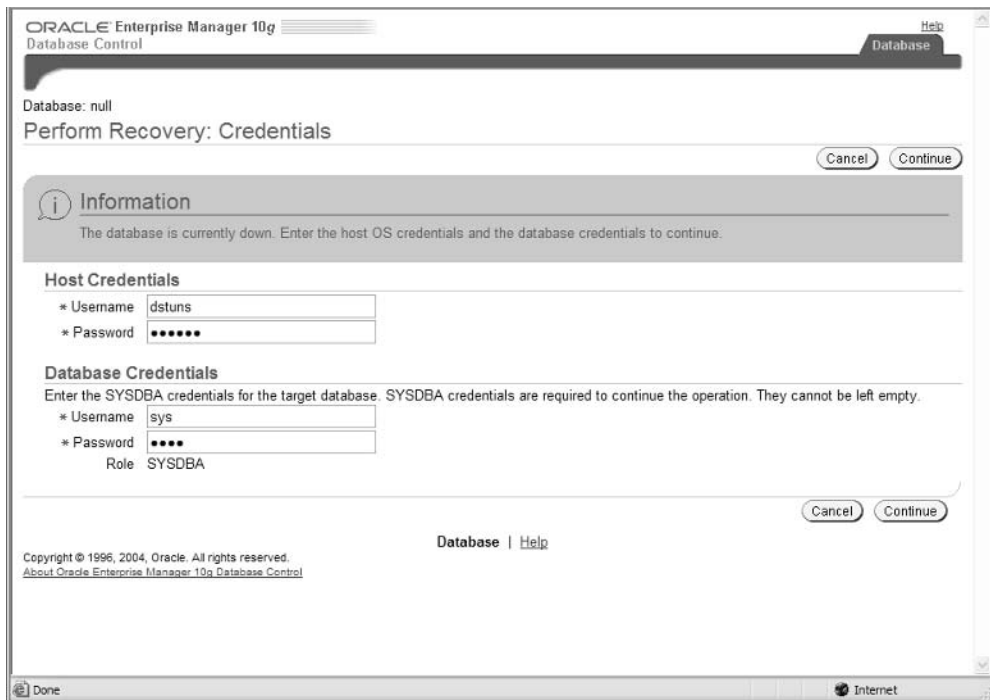 ORACLE Enterprise Manager 10g
Database Control
Help
Database
Database: null
Perform Recovery: Credentials
Cancel Continue
i Information
The database is currently down. Enter the host OS credentials and the database credentials to continue.
Host Credentials
* Username dstuns
* Password ••••••
Database Credentials
Enter the SYSDBA credentials for the target database. SYSDBA credentials are required to continue the operation. They cannot be left empty.
* Username sys
* Password ••••
Role SYSDBA
Cancel Continue
Database | Help
Copyright © 1996, 2004, Oracle. All rights reserved.
About Oracle Enterprise Manager 10g Database Control
Done Internet